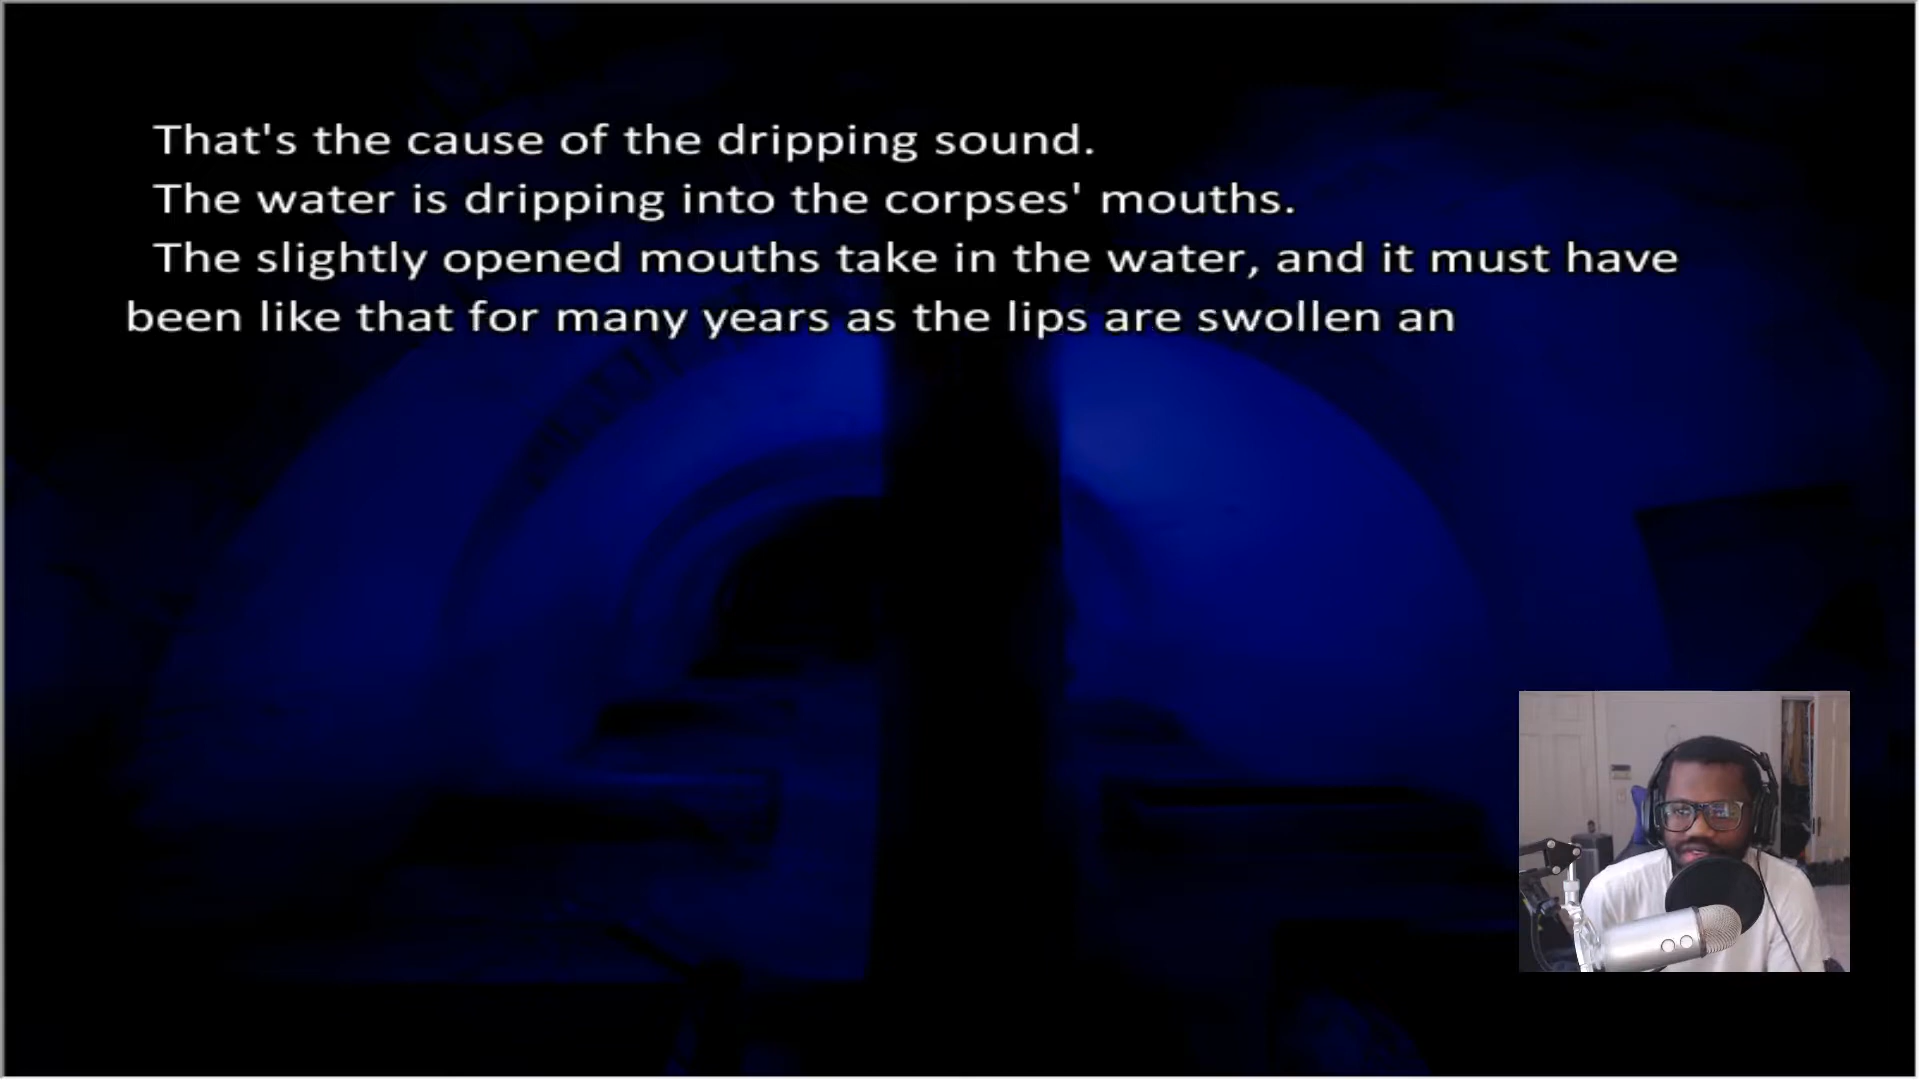 That's the cause of the dripping sound.
The water is dripping into the corpses' mouths.
The slightly opened mouths take in the water, and it must have
been like that for many years as the lips are swollen an